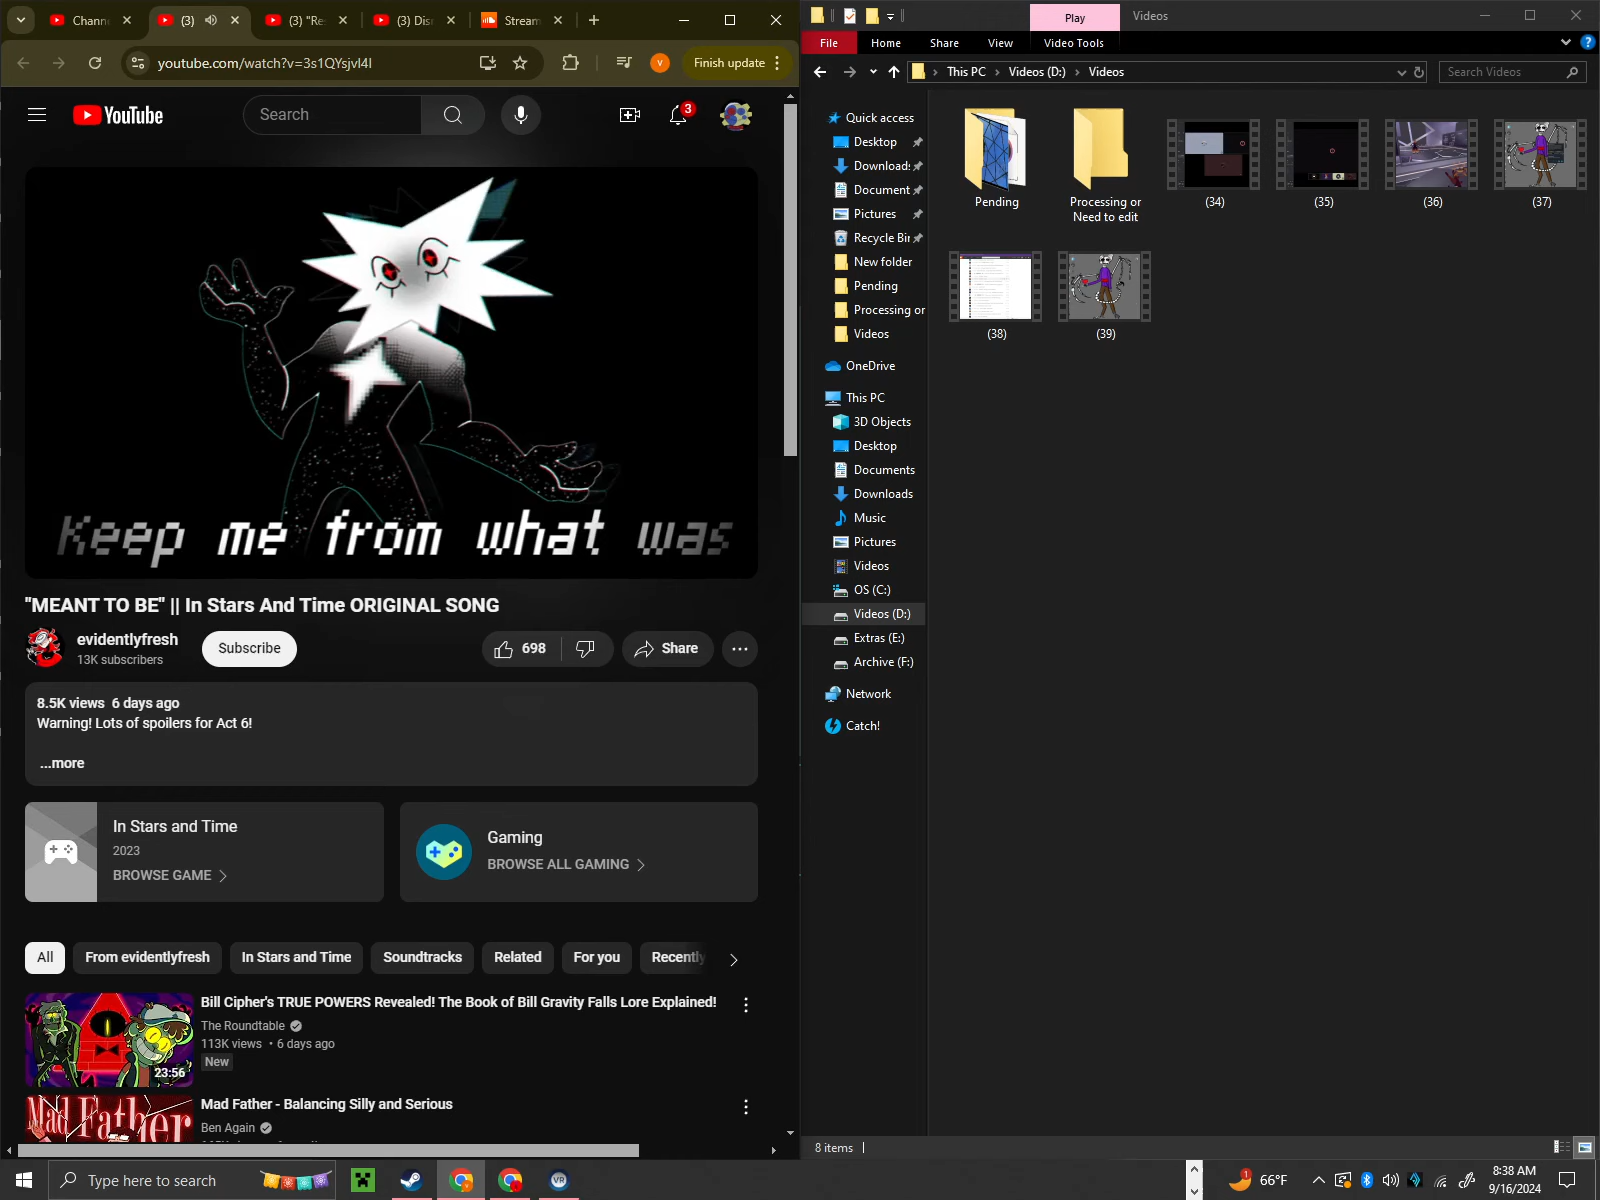 Chann
(3)
(3) "Re
(3) Dis
Stream
youtube.com/watch?v=3s1QYsjvl4I
V
Finish update
YouTube
Search
3
Keep me from what was
"MEANT TO BE" || In Stars And Time ORIGINAL SONG
evidentlyfresh
13K subscribers
Subscribe
698
Share
8.5K views 6 days ago
Warning! Lots of spoilers for Act 6!
...more
In Stars and Time
2023
BROWSE GAME
Gaming
BROWSE ALL GAMING
All
From evidentlyfresh
In Stars and Time
Soundtracks
Related
For you
Recently
Bill Cipher's TRUE POWERS Revealed! The Book of Bill Gravity Falls Lore Explained!
The Roundtable
113K views • 6 days ago
New
23:56
Mad Father
Mad Father - Balancing Silly and Serious
Ben Again
Play
Videos
File
Home
Share
View
Video Tools
This PC
Videos (D:)
Videos
Search Videos
Quick access
Desktop
Download:
Document
Pictures
Recycle Bir
New folder
Pending
Processing or
Videos
OneDrive
This PC
3D Objects
Desktop
Documents
Downloads
Music
Pictures
Videos
OS (C:)
Videos (D:)
Extras (E:)
Archive (F:)
Network
Catch!
Pending
Processing or
Need to edit
(34)
(35)
(36)
(37)
(38)
(39)
8 items
Type here to search
VR
1
66°F
8:38 AM
9/16/2024